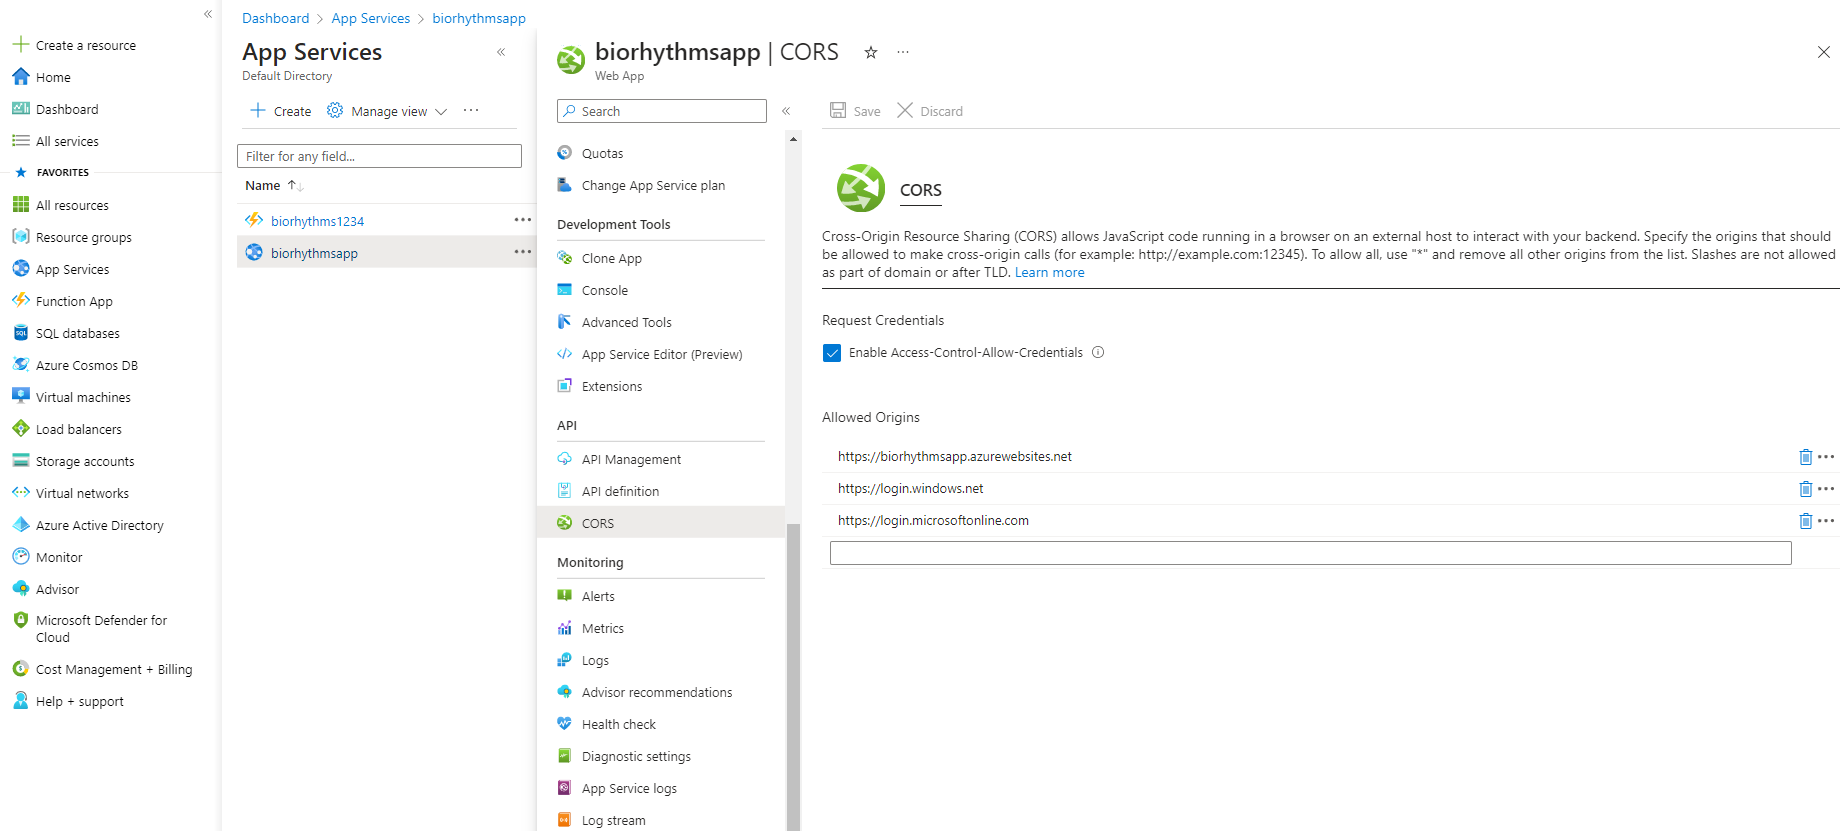 Create a resource
Home
Dashboard
All services
FAVORITES
All resources
Resource groups
App Services
Function App
SQL databases
Azure Cosmos DB
Virtual machines
Load balancers
Storage accounts
Virtual networks
Azure Active Directory
Monitor
Advisor
Microsoft Defender for
Cloud
Cost Management + Billing
Help + support
Dashboard > App Services > biorhythmsapp
App Services
Default Directory
Create
Manage view
Filter for any field...
Name
biorhythms1234
biorhythmsapp
biorhythmsapp | CORS
Web App
Search
Quotas
Change App Service plan
Development Tools
Clone App
Console
Advanced Tools
App Service Editor (Preview)
Extensions
API
API Management
API definition
CORS
Monitoring
Alerts
Metrics
Logs
Advisor recommendations
Health check
Diagnostic settings
App Service logs
Log stream
Save
Discard
CORS
Cross-Origin Resource Sharing (CORS) allows JavaScript code running in a browser on an external host to interact with your backend. Specify the origins that should
be allowed to make cross-origin calls (for example: http://example.com:12345). To allow all, use "*" and remove all other origins from the list. Slashes are not allowed
as part of domain or after TLD. Learn more
Request Credentials
Enable Access-Control-Allow-Credentials
Allowed Origins
https://biorhythmsapp.azurewebsites.net
https://login.windows.net
https://login.microsoftonline.com